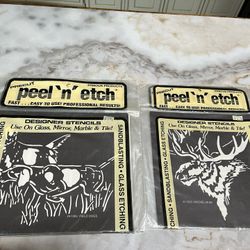 peel 'n' etch
FAST . . . EASY TO USE! PROFESSIONAL RESULTS!
DESIGNER STENCILS
Use On Glass, Mirror, Marble & Tile!
SANDBLASTING • GLASS ETCHING
peel 'n' etch
FAST . . . EASY TO USE! PROFESSIONAL RESULTS!
DESIGNER STENCILS
Use On Glass, Mirror, Marble & Tile!
SANDBLASTING • GLASS ETCHING